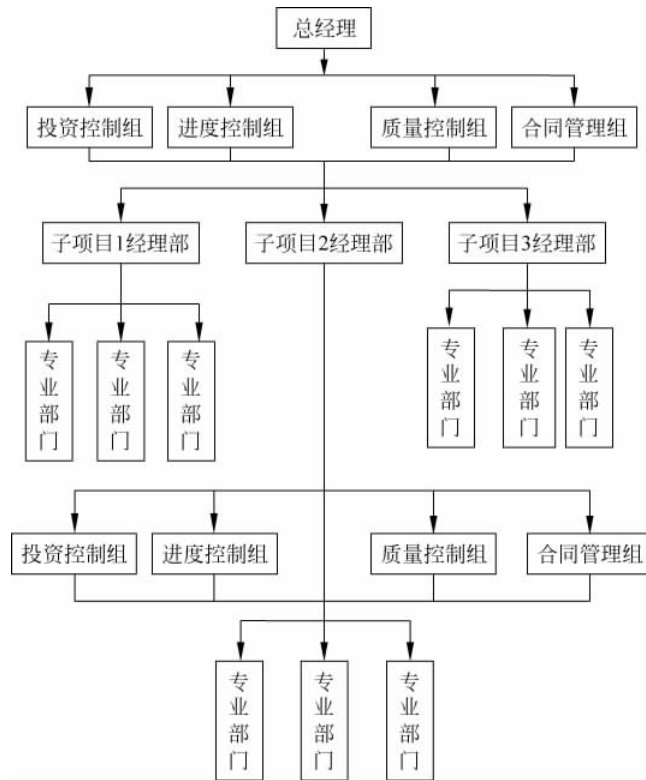 总经理
投资控制组
进度控制组
质量控制组
合同管理组
子项目1经理部
子项目2经理部
子项目3经理部
专业部门
专业部门
专业部门
专业部门
专业部门
专业部门
投资控制组
进度控制组
质量控制组
合同管理组
专业部门
专业部门
专业部门